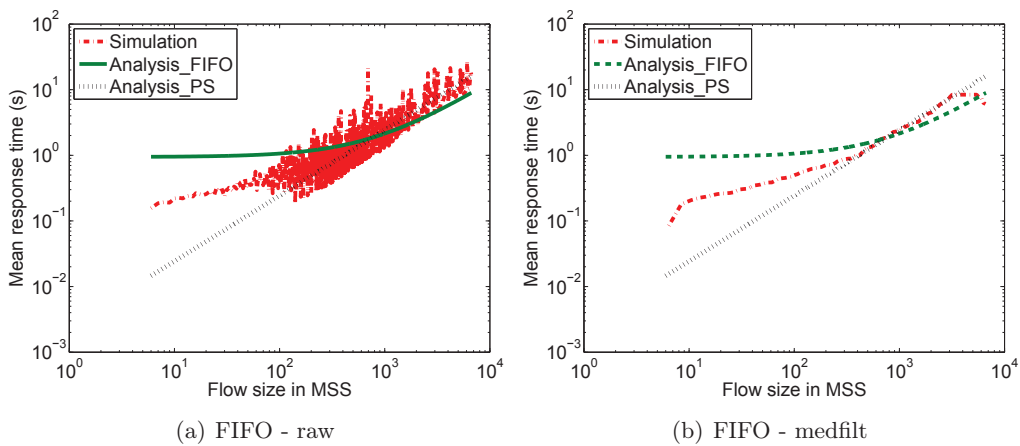 10^2
10^1
10^0
10^-1
10^-2
10^-3
Mean response time (s)
Simulation
Analysis_FIFO
Analysis_PS
10^0 10^1 10^2 10^3 10^4
Flow size in MSS
(a) FIFO - raw
10^2
10^1
10^0
10^-1
10^-2
10^-3
Mean response time (s)
Simulation
Analysis_FIFO
Analysis_PS
10^0 10^1 10^2 10^3 10^4
Flow size in MSS
(b) FIFO - medfilt